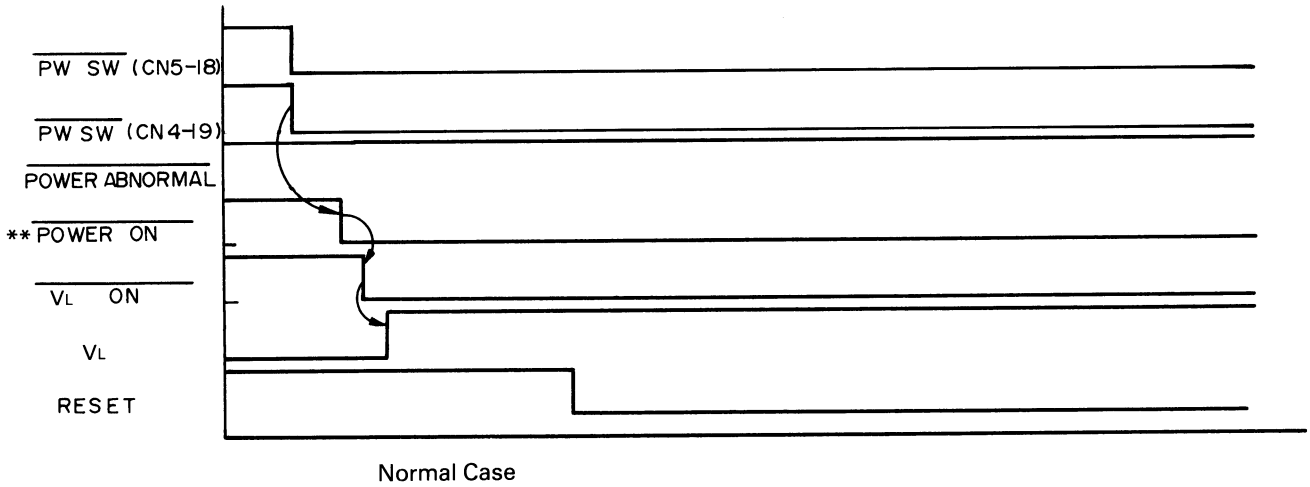 PW SW (CN5-18)
PW SW (CN4-19)
POWER ABNORMAL
**POWER ON
VL ON
VL
RESET
Normal Case